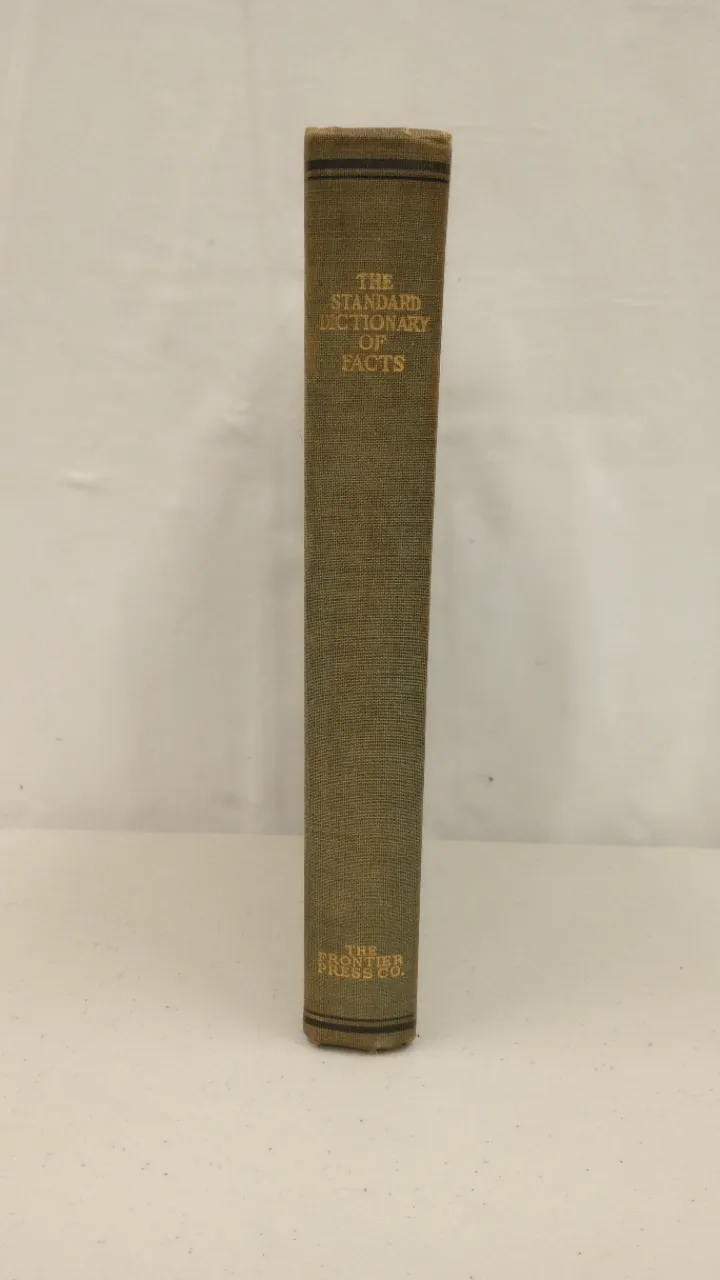 THE
STANDARD
DICTIONARY
OF
FACTS
THE
FRONTIER
PRESS CO.